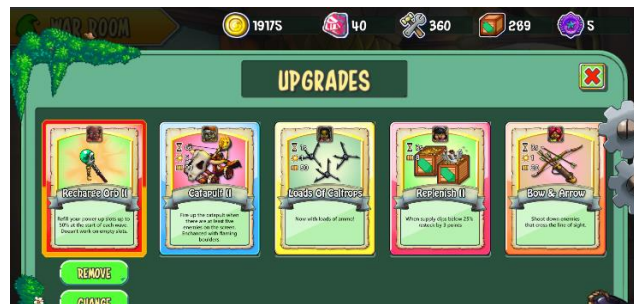 WAR ROOM
19175
40
360
289
5
UPGRADES
Recharge Orb II
Refill your power up slots up to
50% at the start of each wave.
Doesn't work on empty slots.
Catapult II
Fire up the catapult when
there are at least five
enemies on the screen.
Enchanted with flaming
boulders.
Loads Of Caltrops
50
Now with loads of ammo!
Replenish II
When supply dips below 25%
restock by 3 points
Bow & Arrow
Shoot down enemies
that cross the line of sight.
REMOVE
CHANGE